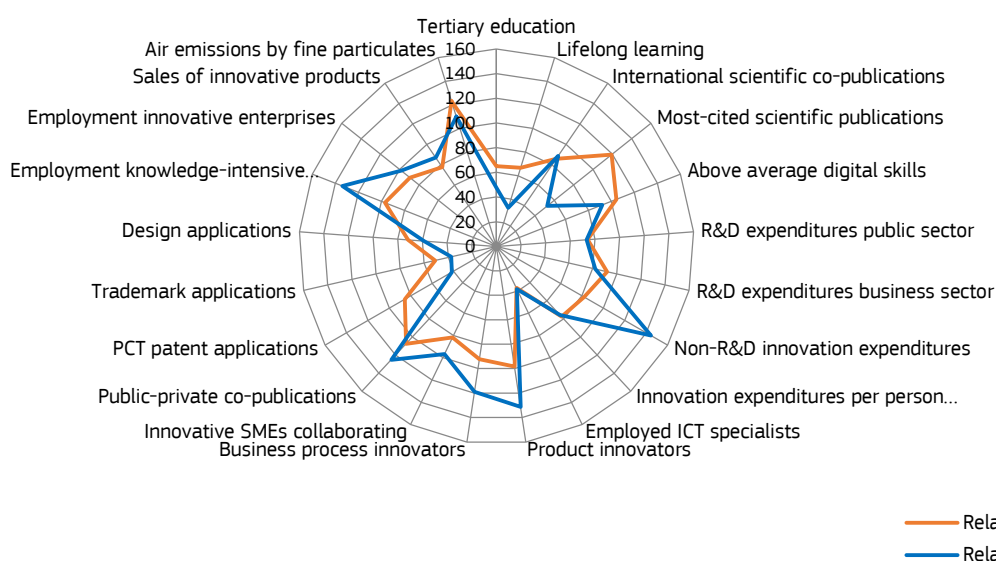 Tertiary education
Air emissions by fine particulates
160
Lifelong learning
Sales of innovative products
140
International scientific co-publications
Employment innovative enterprises
120
100
Most-cited scientific publications
80
Employment knowledge-intensive...
60
Above average digital skills
40
Design applications
20
R&D expenditures public sector
0
Trademark applications
R&D expenditures business sector
PCT patent applications
Non-R&D innovation expenditures
Public-private co-publications
Innovation expenditures per person...
Innovative SMEs collaborating
Employed ICT specialists
Business process innovators
Product innovators
Rela
Rela